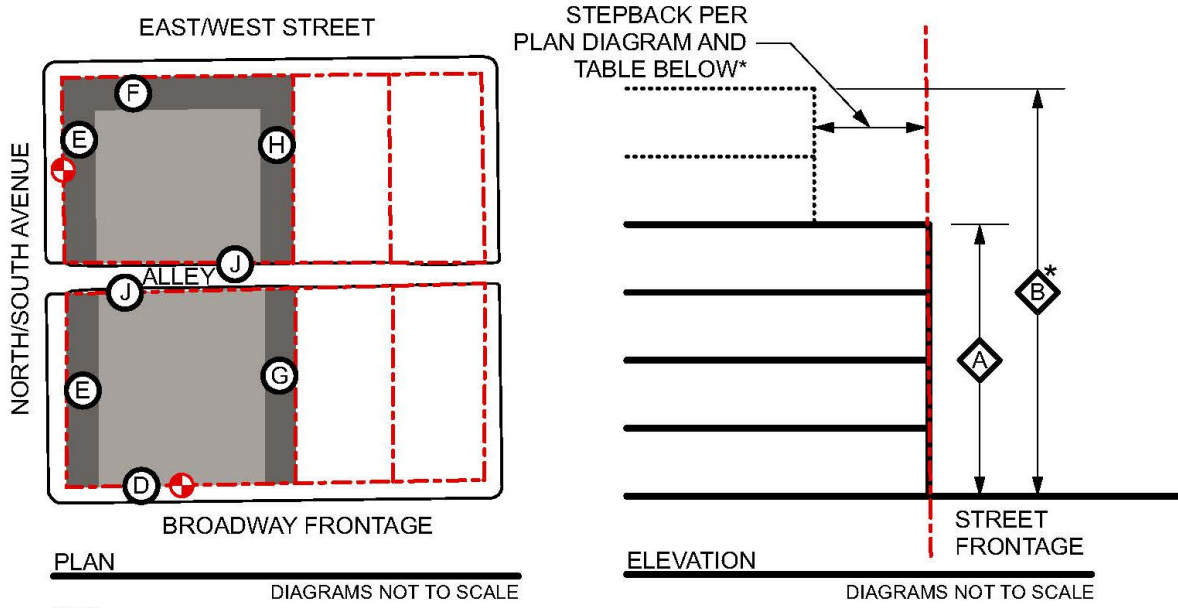 EAST/WEST STREET
F
E
H
J
ALLEY
J
E
G
D
NORTH/SOUTH AVENUE
BROADWAY FRONTAGE
PLAN
DIAGRAMS NOT TO SCALE
STEPBACK PER
PLAN DIAGRAM AND
TABLE BELOW*
B*
A
STREET
FRONTAGE
ELEVATION
DIAGRAMS NOT TO SCALE